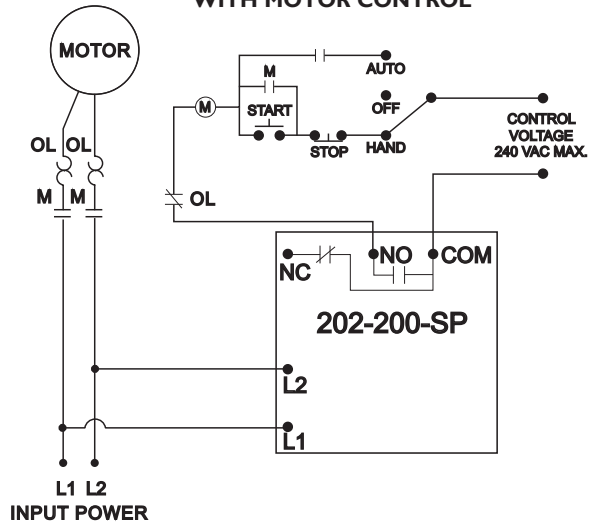 WITH MOTOR CONTROL
MOTOR
AUTO
M
OFF
M
START
CONTROL
VOLTAGE
240 VAC MAX.
STOP
HAND
OL OL
M M
OL
NC
NO
COM
202-200-SP
L2
L1
L1 L2
INPUT POWER